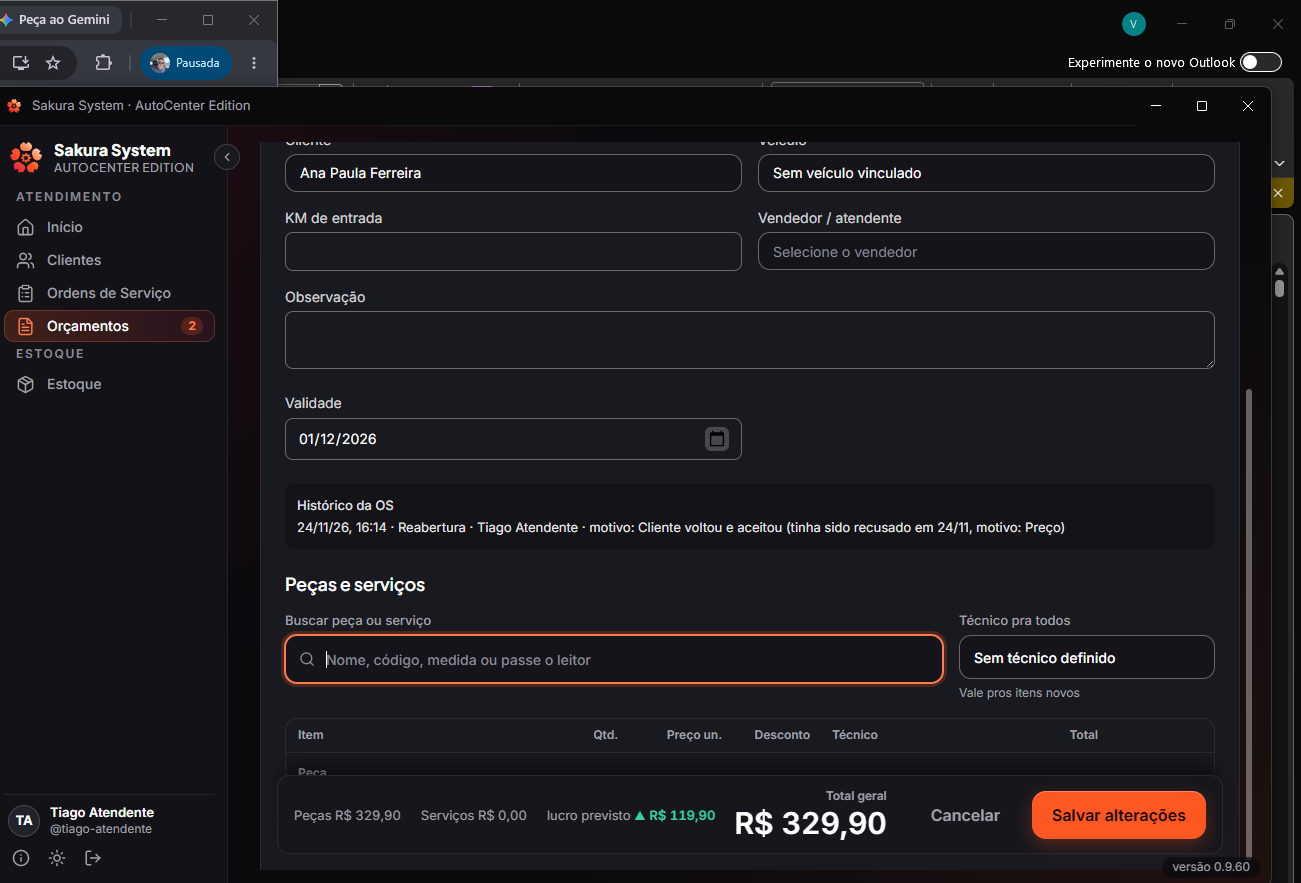 Peça ao Gemini
V
Pausada
Experimente o novo Outlook
Sakura System · AutoCenter Edition
Sakura System
AUTOCENTER EDITION
ATENDIMENTO
Início
Clientes
Ordens de Serviço
Orçamentos 2
ESTOQUE
Estoque
TA
Tiago Atendente
@tiago-atendente
Cliente Veículo
Ana Paula Ferreira Sem veículo vinculado
KM de entrada Vendedor / atendente
Selecione o vendedor
Observação
Validade
01/12/2026
Histórico da OS
24/11/26, 16:14 · Reabertura · Tiago Atendente · motivo: Cliente voltou e aceitou (tinha sido recusado em 24/11, motivo: Preço)
Peças e serviços
Buscar peça ou serviço Técnico pra todos
Nome, código, medida ou passe o leitor Sem técnico definido
Vale pros itens novos
Item Qtd. Preço un. Desconto Técnico Total
Peça
Total geral
Peças R$ 329,90 Serviços R$ 0,00 lucro previsto ▲ R$ 119,90 R$ 329,90 Cancelar Salvar alterações
versão 0.9.60